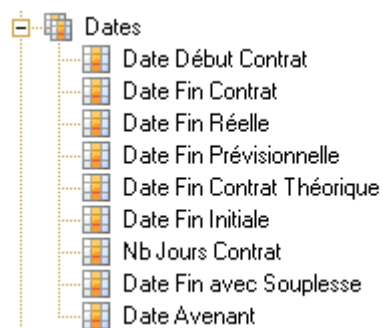 Dates
Date Début Contrat
Date Fin Contrat
Date Fin Réelle
Date Fin Prévisionnelle
Date Fin Contrat Théorique
Date Fin Initiale
Nb Jours Contrat
Date Fin avec Souplesse
Date Avenant